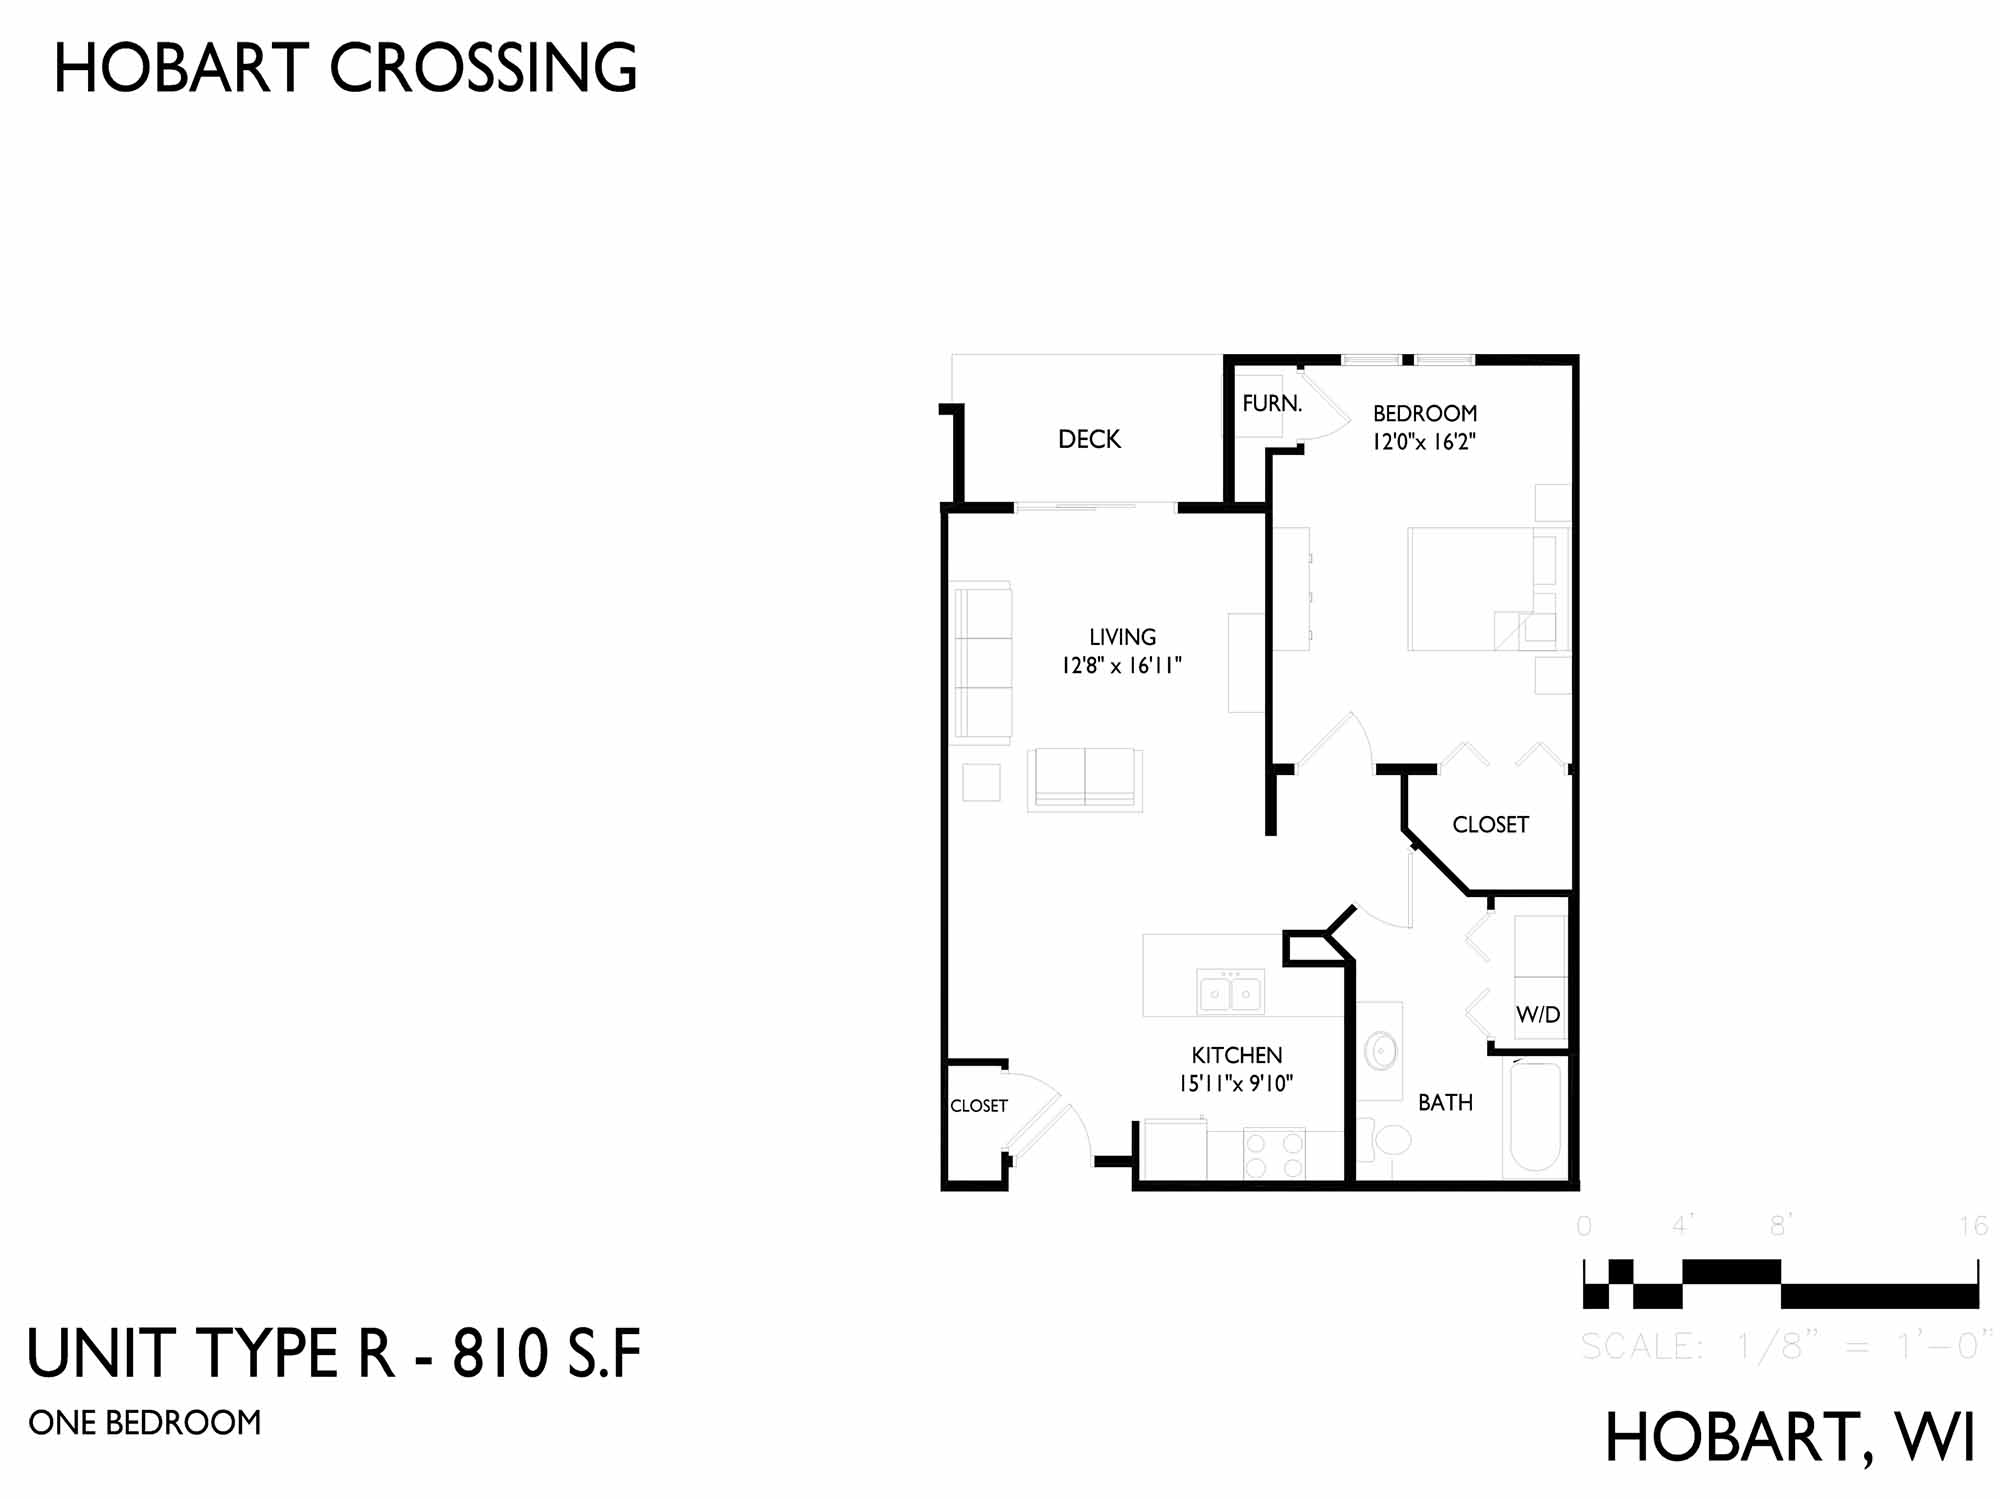 HOBART CROSSING
FURN.
BEDROOM
12'0"x 16'2"
DECK
LIVING
12'8" x 16'11"
CLOSET
W/D
KITCHEN
15'11"x 9'10"
CLOSET
BATH
0 4' 8' 16
SCALE: 1/8" = 1'-0"
UNIT TYPE R - 810 S.F
ONE BEDROOM
HOBART, WI